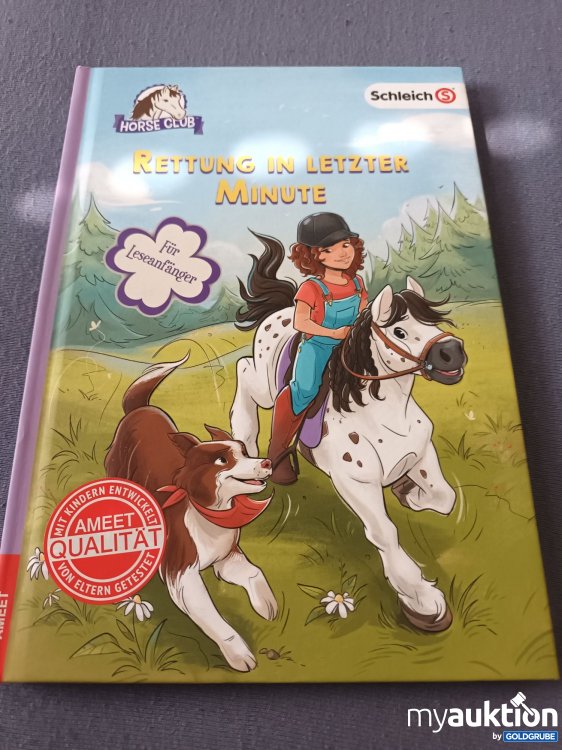 HORSE CLUB
Schleich S
RETTUNG IN LETZTER
MINUTE
Für
Leseanfänger
MIT KINDERN ENTWICKELT
AMEET
QUALITÄT
VON ELTERN GETESTET
AMEET
myauktion
by GOLDGRUBE